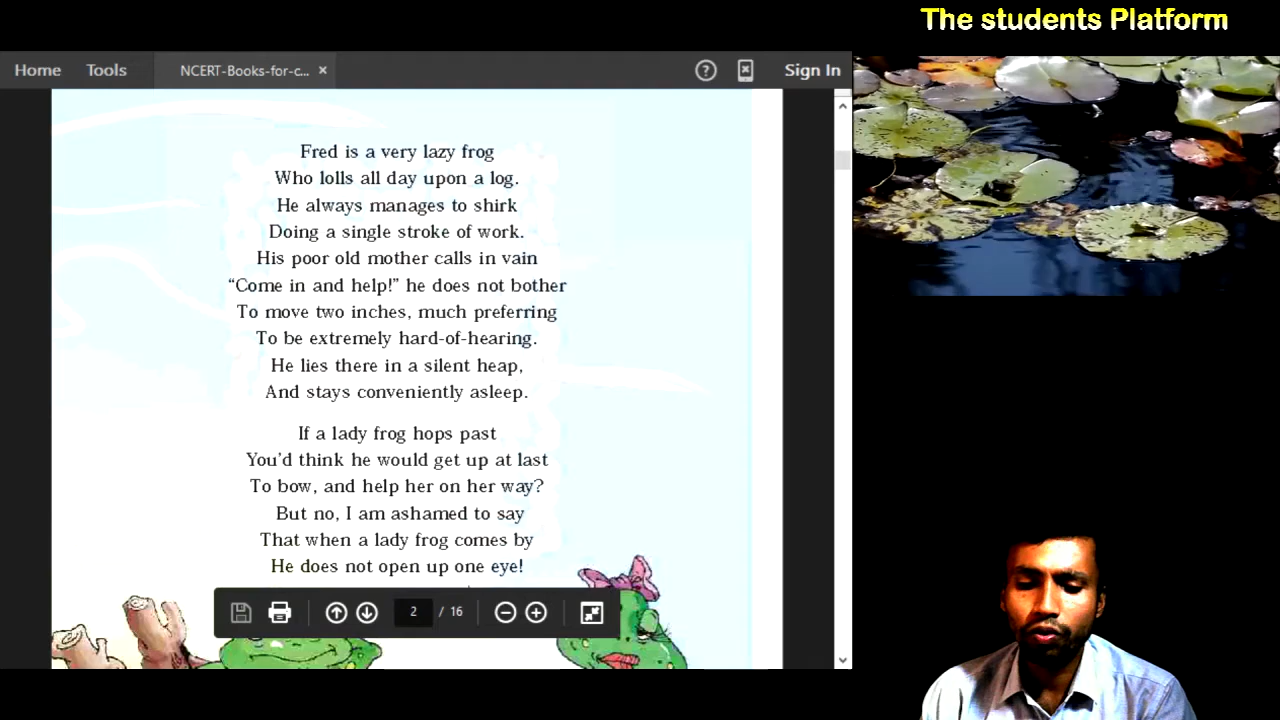 The students Platform
Home Tools NCERT-Books-for-c... × ? Sign In
Fred is a very lazy frog
Who lolls all day upon a log.
He always manages to shirk
Doing a single stroke of work.
His poor old mother calls in vain
“Come in and help!” he does not bother
To move two inches, much preferring
To be extremely hard-of-hearing.
He lies there in a silent heap,
And stays conveniently asleep.
If a lady frog hops past
You’d think he would get up at last
To bow, and help her on her way?
But no, I am ashamed to say
That when a lady frog comes by
He does not open up one eye!
2 / 16